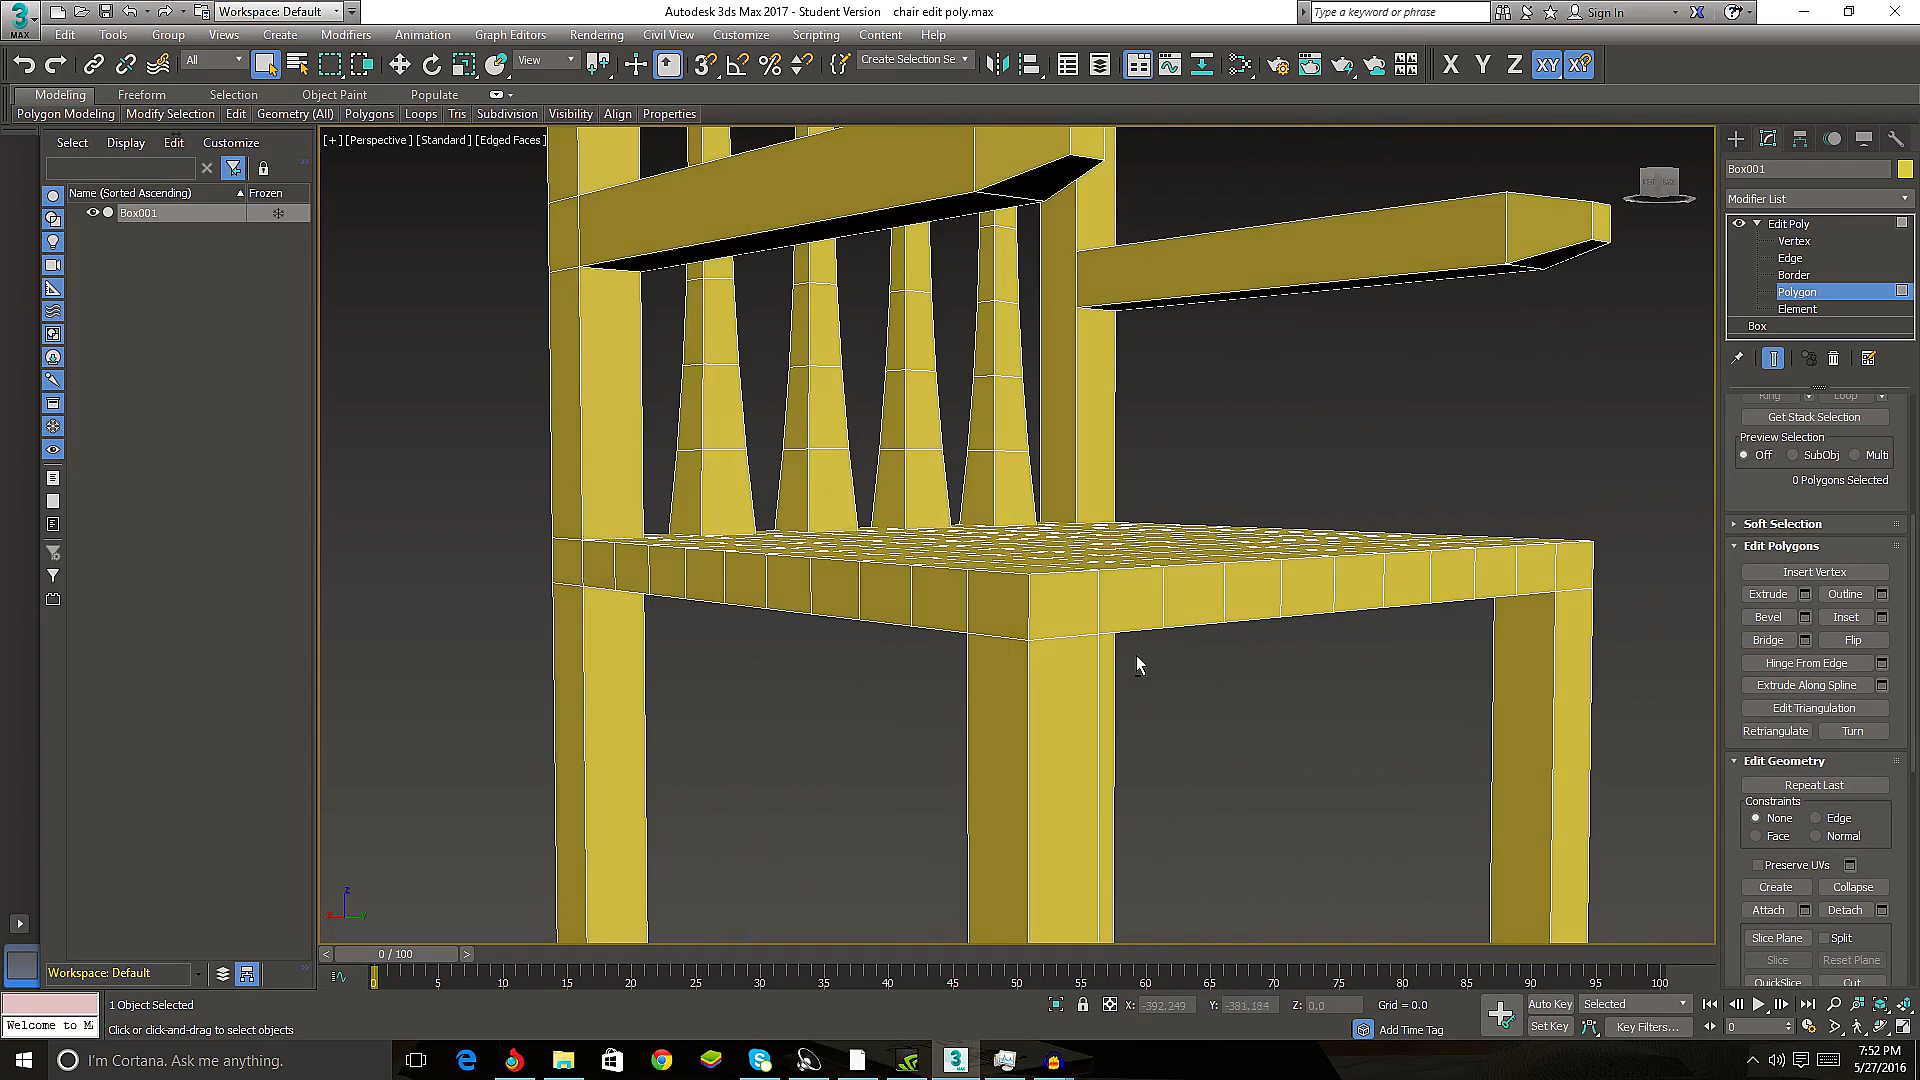 3 MAX Workspace: Default Autodesk 3ds Max 2017 - Student Version chair edit poly.max Type a keyword or phrase Sign In
Edit Tools Group Views Create Modifiers Animation Graph Editors Rendering Civil View Customize Scripting Content Help
All View 3 Create Selection Se X Y Z XY XY
Modeling Freeform Selection Object Paint Populate
Polygon Modeling Modify Selection Edit Geometry (All) Polygons Loops Tris Subdivision Visibility Align Properties
Select Display Edit Customize
[+] [Perspective] [Standard] [Edged Faces]
Name (Sorted Ascending) Frozen
Box001
Box001
Modifier List
Edit Poly
Vertex
Edge
Border
Polygon
Element
Box
Ring Loop
Get Stack Selection
Preview Selection
Off SubObj Multi
0 Polygons Selected
Soft Selection
Edit Polygons
Insert Vertex
Extrude Outline
Bevel Inset
Bridge Flip
Hinge From Edge
Extrude Along Spline
Edit Triangulation
Retriangulate Turn
Edit Geometry
Repeat Last
Constraints
None Edge
Face Normal
Preserve UVs
Create Collapse
Attach Detach
Slice Plane Split
Slice Reset Plane
QuickSlice Cut
z
x y
< 0 / 100 >
Workspace: Default
0 5 10 15 20 25 30 35 40 45 50 55 60 65 70 75 80 85 90 95 100
1 Object Selected X: -392.249 Y: -381.184 Z: 0.0 Grid = 0.0 Auto Key Selected
Welcome to M Click or click-and-drag to select objects Add Time Tag Set Key Key Filters... 0
I'm Cortana. Ask me anything. 7:52 PM
5/27/2016